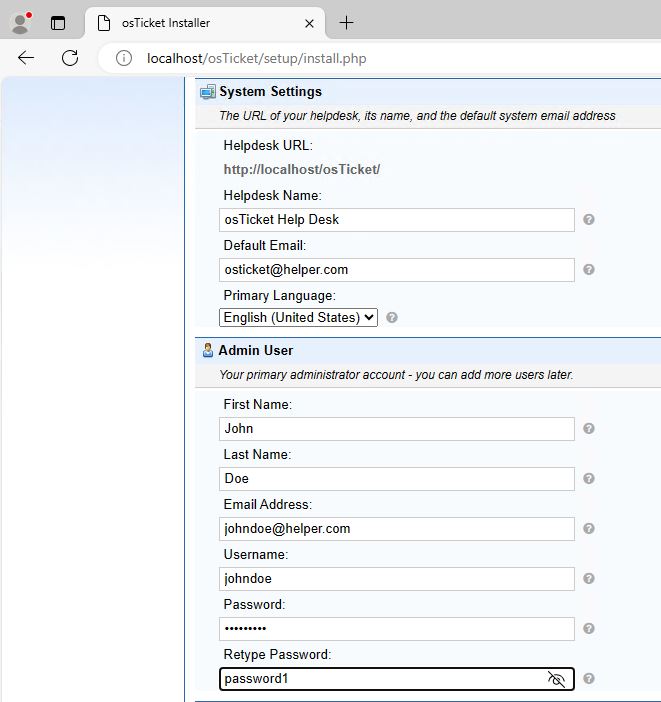 osTicket Installer
localhost/osTicket/setup/install.php
System Settings
The URL of your helpdesk, its name, and the default system email address
Helpdesk URL:
http://localhost/osTicket/
Helpdesk Name:
osTicket Help Desk
Default Email:
osticket@helper.com
Primary Language:
English (United States)
Admin User
Your primary administrator account - you can add more users later.
First Name:
John
Last Name:
Doe
Email Address:
johndoe@helper.com
Username:
johndoe
Password:
•••••••••
Retype Password:
password1